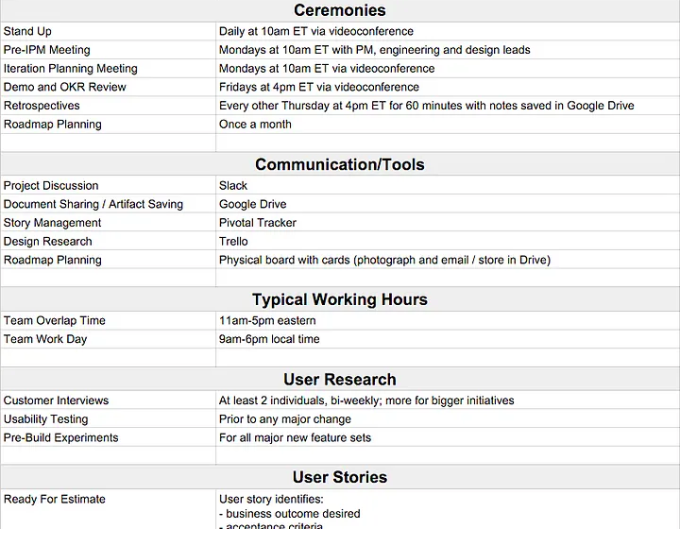 Ceremonies
Stand Up Daily at 10am ET via videoconference
Pre-IPM Meeting Mondays at 10am ET with PM, engineering and design leads
Iteration Planning Meeting Mondays at 10am ET via videoconference
Demo and OKR Review Fridays at 4pm ET via videoconference
Retrospectives Every other Thursday at 4pm ET for 60 minutes with notes saved in Google Drive
Roadmap Planning Once a month
Communication/Tools
Project Discussion Slack
Document Sharing / Artifact Saving Google Drive
Story Management Pivotal Tracker
Design Research Trello
Roadmap Planning Physical board with cards (photograph and email / store in Drive)
Typical Working Hours
Team Overlap Time 11am-5pm eastern
Team Work Day 9am-6pm local time
User Research
Customer Interviews At least 2 individuals, bi-weekly; more for bigger initiatives
Usability Testing Prior to any major change
Pre-Build Experiments For all major new feature sets
User Stories
Ready For Estimate User story identifies:
- business outcome desired
- acceptance criteria